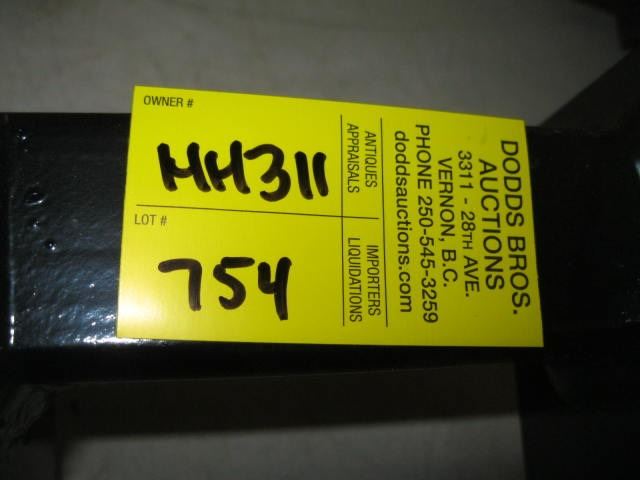 OWNER #
HH311
LOT #
754
ANTIQUES
APPRAISALS
IMPORTERS
LIQUIDATIONS
DODDS BROS.
AUCTIONS
3311 - 28TH AVE.
VERNON, B.C.
PHONE 250-545-3259
doddsauctions.com